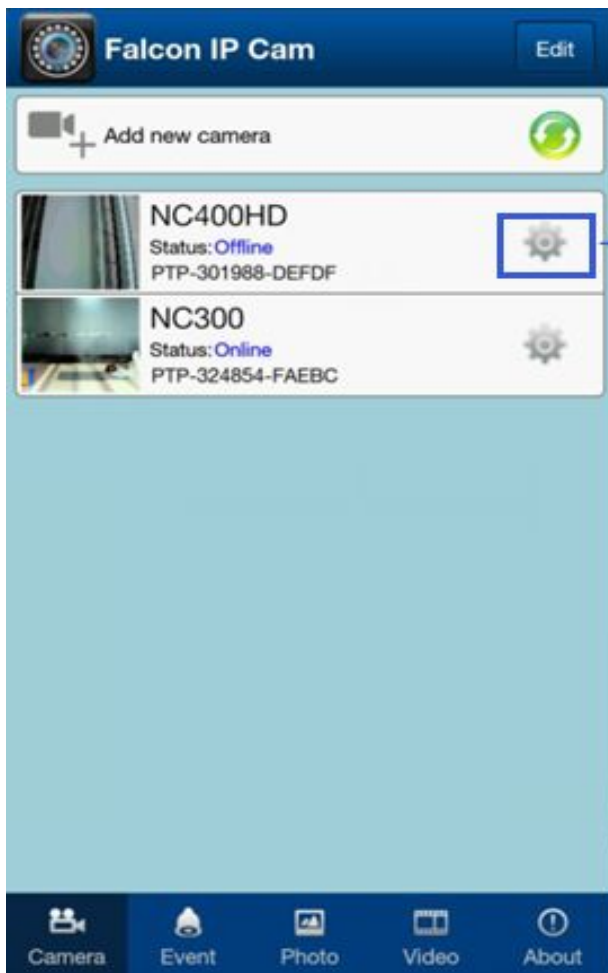 Falcon IP Cam
Edit
Add new camera
NC400HD
Status:Offline
PTP-301988-DEFDF
NC300
Status:Online
PTP-324854-FAEBC
Camera
Event
Photo
Video
About